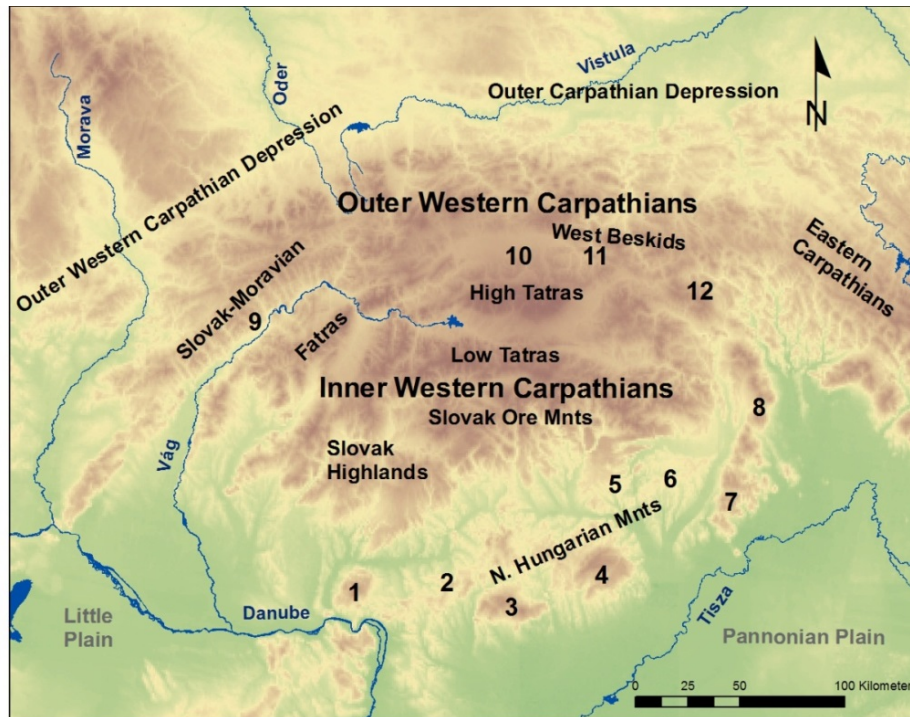 Vistula
Oder
Outer Carpathian Depression
N
Morava
Outer Western Carpathian Depression
Outer Western Carpathians
West Beskids
Eastern
Carpathians
10
11
High Tatras
12
Slovak-Moravian
9
Fatras
Low Tatras
Inner Western Carpathians
Slovak Ore Mnts
8
Slovak
Highlands
Vág
5
6
7
N. Hungarian Mnts
1
2
3
4
Tisza
Little
Plain
Danube
Pannonian Plain
0 25 50 100 Kilometer